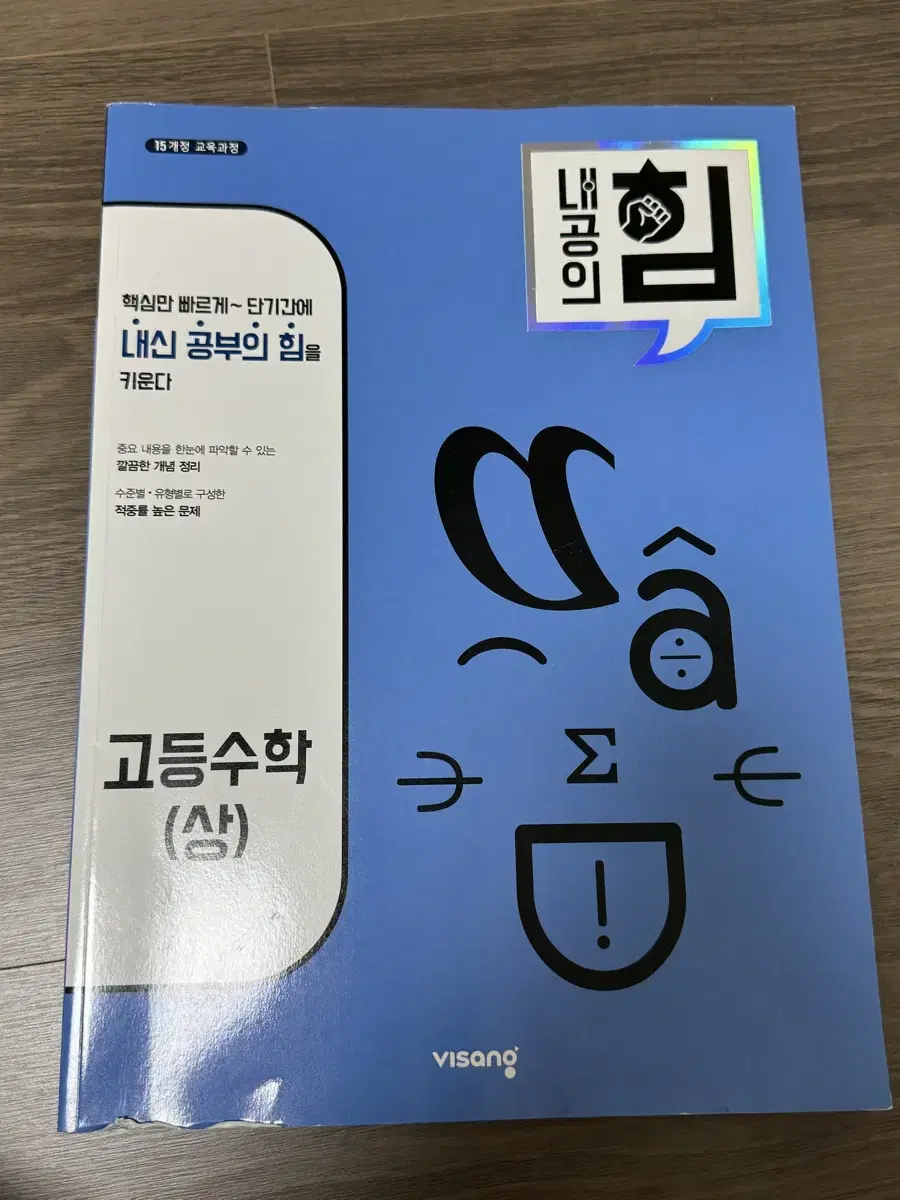 15개정 교육과정
내공의
힘
핵심만 빠르게~ 단기간에
내신 공부의 힘을
키운다
중요 내용을 한눈에 파악할 수 있는
깔끔한 개념 정리
수준별·유형별로 구성한
적중률 높은 문제
고등수학
(상)
â
÷
Σ
!
visang